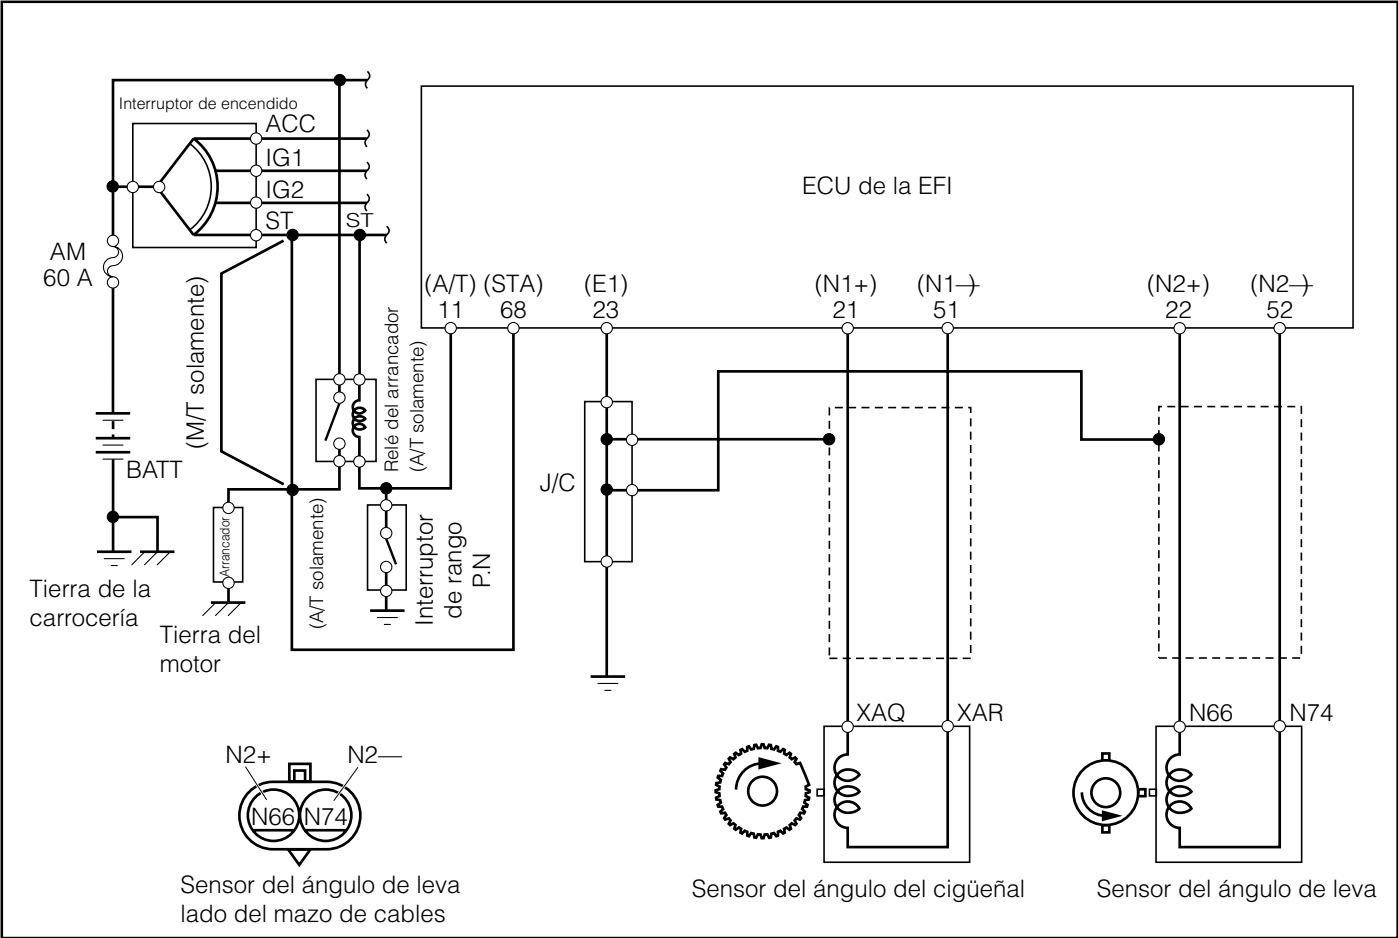 Interruptor de encendido
ACC
IG1
IG2
ST
ST
AM
60 A
ECU de la EFI
(A/T)
11
(STA)
68
(E1)
23
(N1+)
21
(N1—)
51
(N2+)
22
(N2—)
52
(M/T solamente)
Relé del arrancador
(A/T solamente)
BATT
J/C
Arrancador
(A/T solamente)
Interruptor
de rango
P.N
Tierra de la
carrocería
Tierra del
motor
XAQ
XAR
N66
N74
N2+
N2—
N66
N74
Sensor del ángulo de leva
lado del mazo de cables
Sensor del ángulo del cigüeñal
Sensor del ángulo de leva